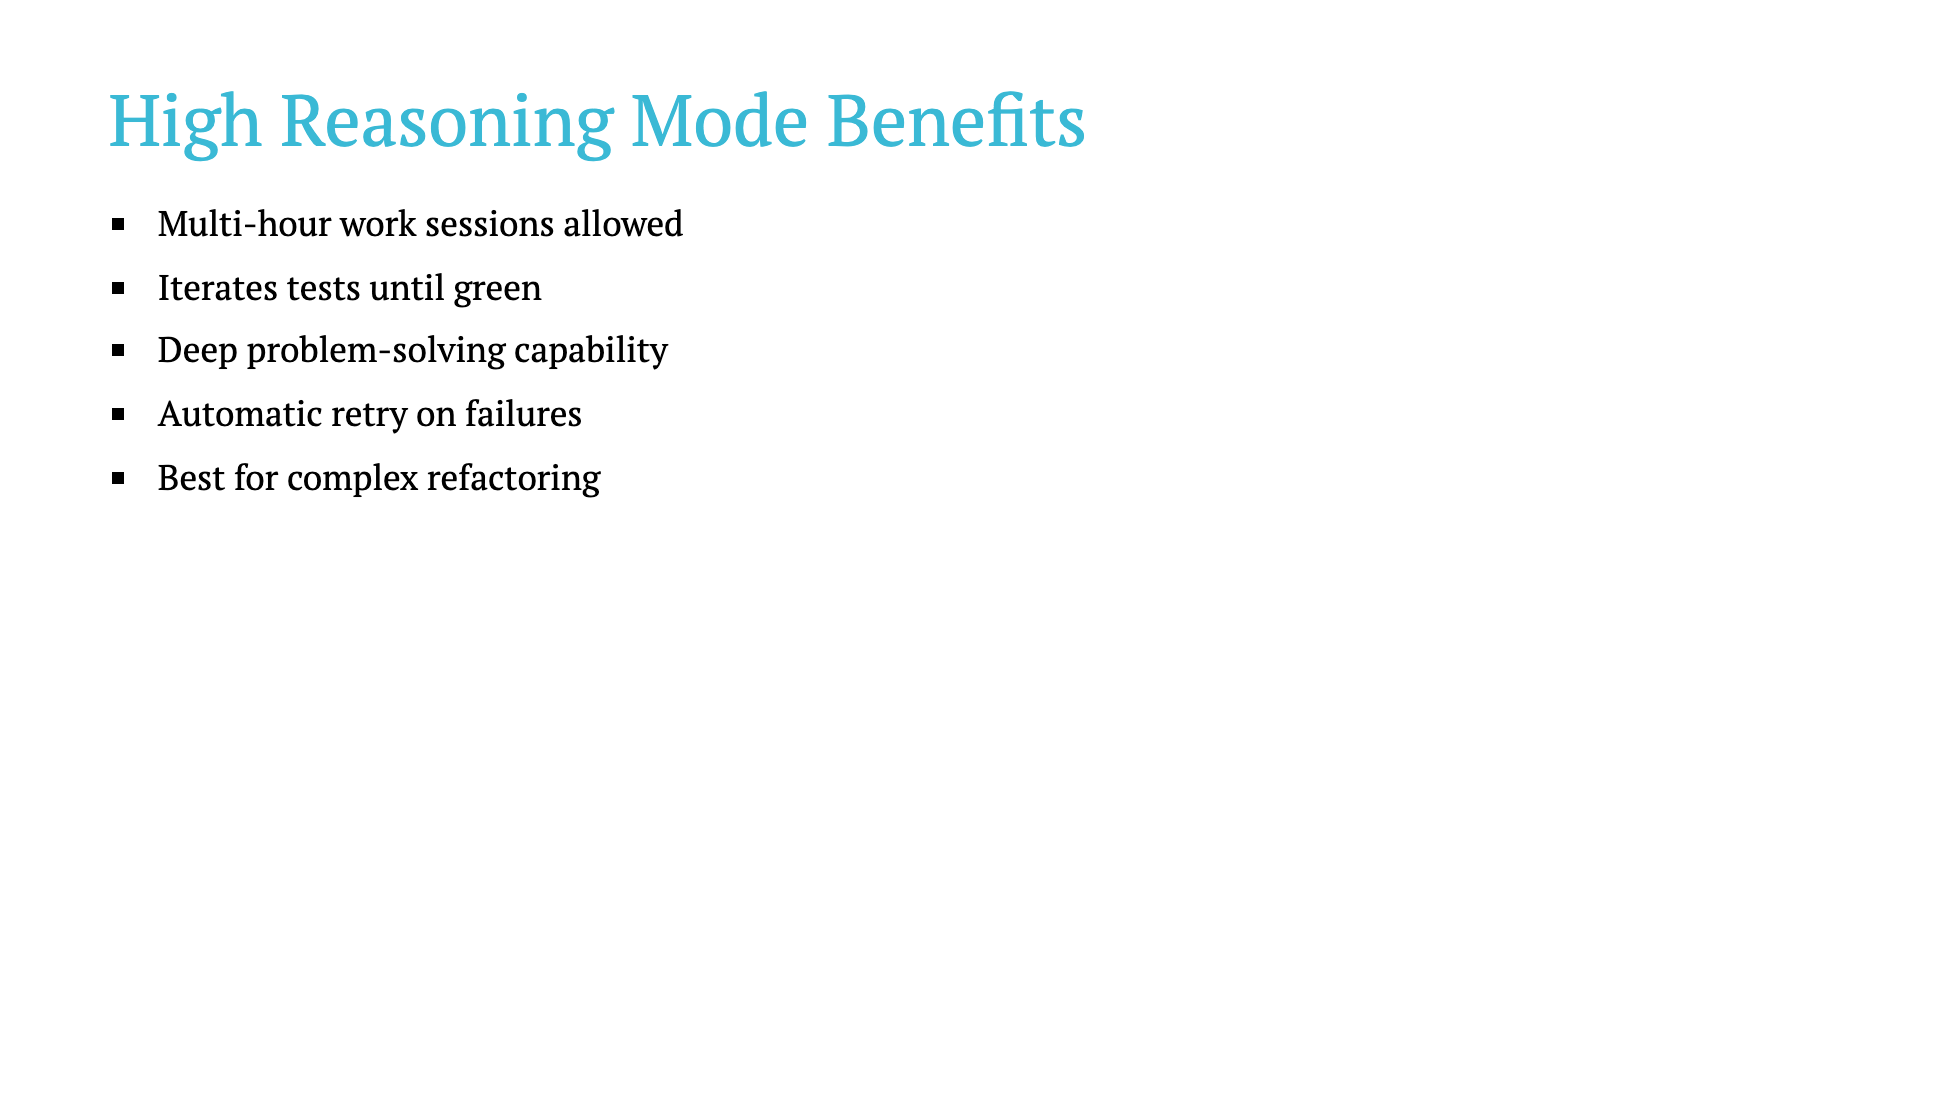 High Reasoning Mode Benefits
▪ Multi-hour work sessions allowed
▪ Iterates tests until green
▪ Deep problem-solving capability
▪ Automatic retry on failures
▪ Best for complex refactoring